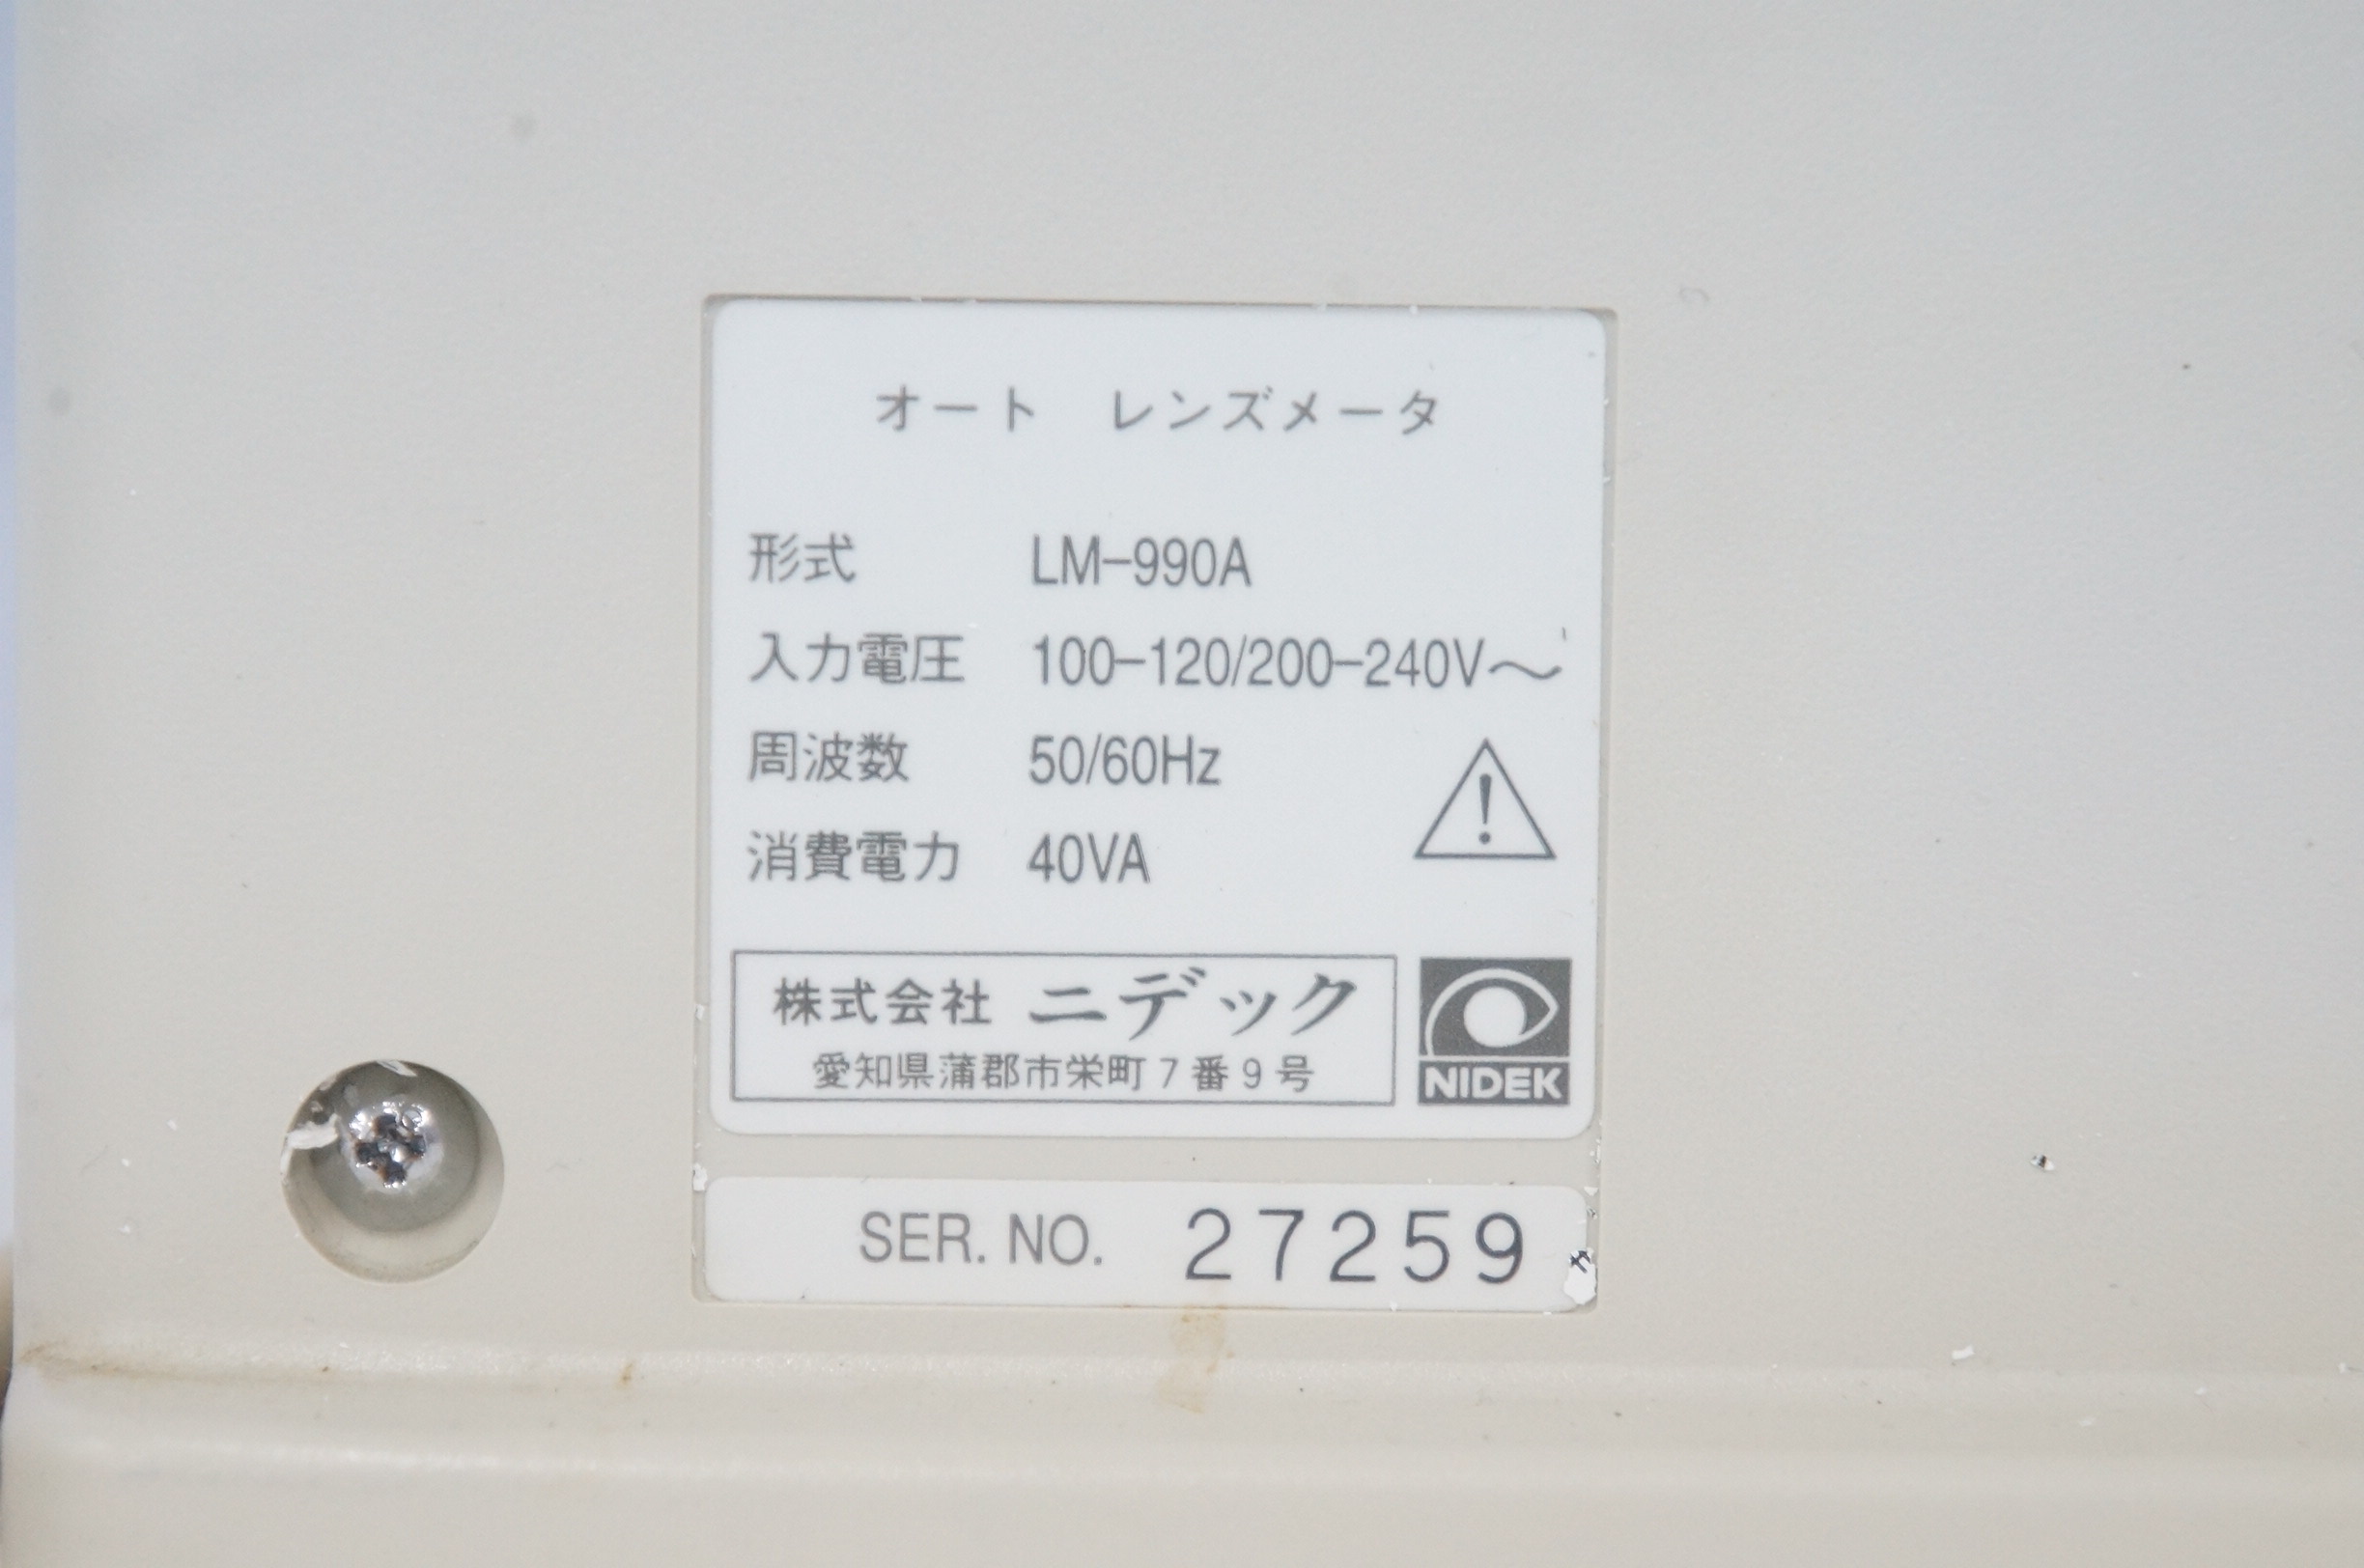 オート レンズメータ
形式 LM-990A
入力電圧 100-120/200-240V～
周波数 50/60Hz
消費電力 40VA
株式会社 ニデック
愛知県蒲郡市栄町7番9号
NIDEK
SER. NO. 27259